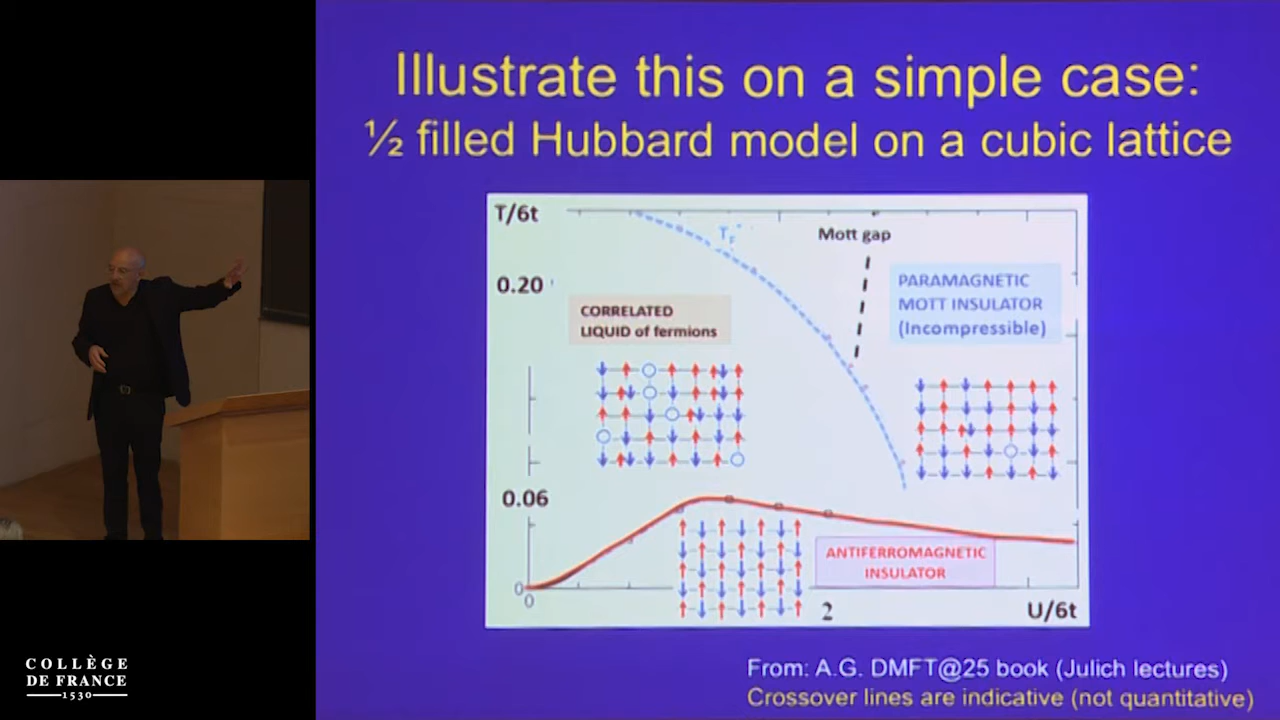 Illustrate this on a simple case:
½ filled Hubbard model on a cubic lattice
T/6t
T_F*
Mott gap
0.20
PARAMAGNETIC
MOTT INSULATOR
(Incompressible)
CORRELATED
LIQUID of fermions
0.06
ANTIFERROMAGNETIC
INSULATOR
0
0
2
U/6t
From: A.G. DMFT@25 book (Julich lectures)
Crossover lines are indicative (not quantitative)
COLLÈGE
DE FRANCE
1530